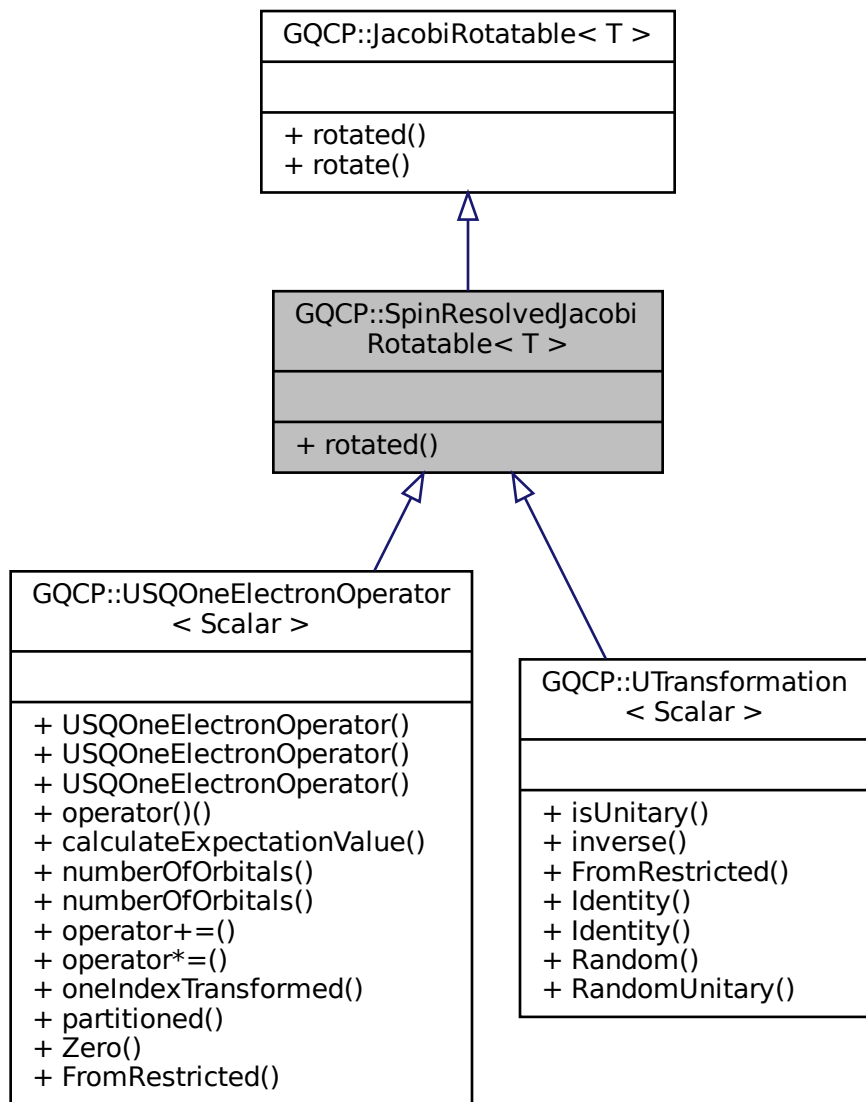 GQCP::JacobiRotatable< T >
+ rotated()
+ rotate()
GQCP::SpinResolvedJacobi
Rotatable< T >
+ rotated()
GQCP::USQOneElectronOperator
< Scalar >
+ USQOneElectronOperator()
+ USQOneElectronOperator()
+ USQOneElectronOperator()
+ operator()()
+ calculateExpectationValue()
+ numberOfOrbitals()
+ numberOfOrbitals()
+ operator+=()
+ operator*=()
+ oneIndexTransformed()
+ partitioned()
+ Zero()
+ FromRestricted()
GQCP::UTransformation
< Scalar >
+ isUnitary()
+ inverse()
+ FromRestricted()
+ Identity()
+ Identity()
+ Random()
+ RandomUnitary()